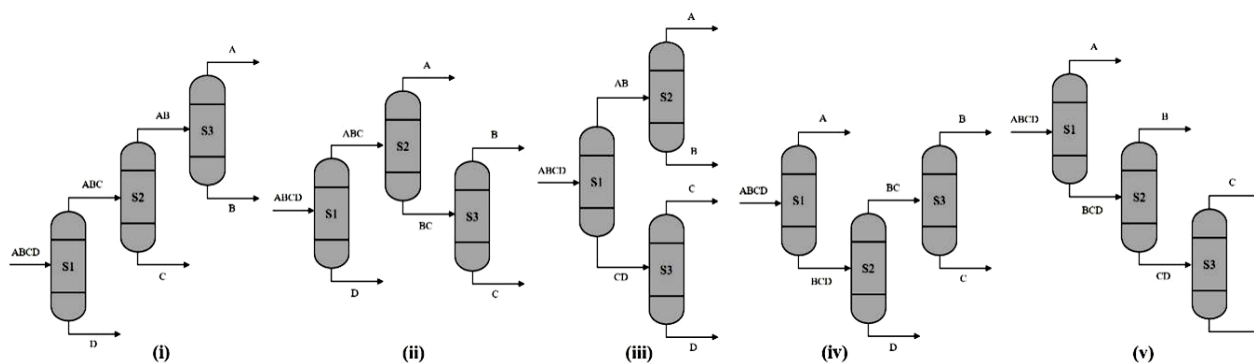 A
S3
AB
B
ABC
S2
C
ABCD
S1
D
(i)
A
S2
ABC
B
ABCD
S1
BC
S3
D
C
(ii)
A
AB
S2
B
ABCD
S1
C
CD
S3
D
(iii)
A
B
ABCD
S1
BC
S3
BCD
S2
C
D
(iv)
A
ABCD
S1
B
BCD
S2
C
CD
S3
(v)